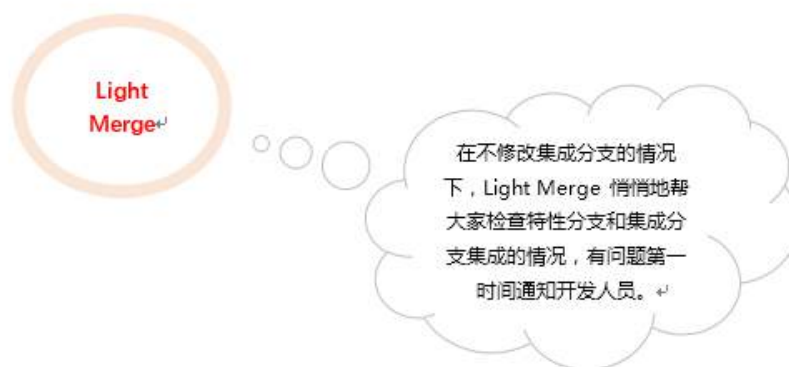 Light
Merge↵
在不修改集成分支的情况
下，Light Merge 悄悄地帮
大家检查特性分支和集成分
支集成的情况，有问题第一
时间通知开发人员。↵